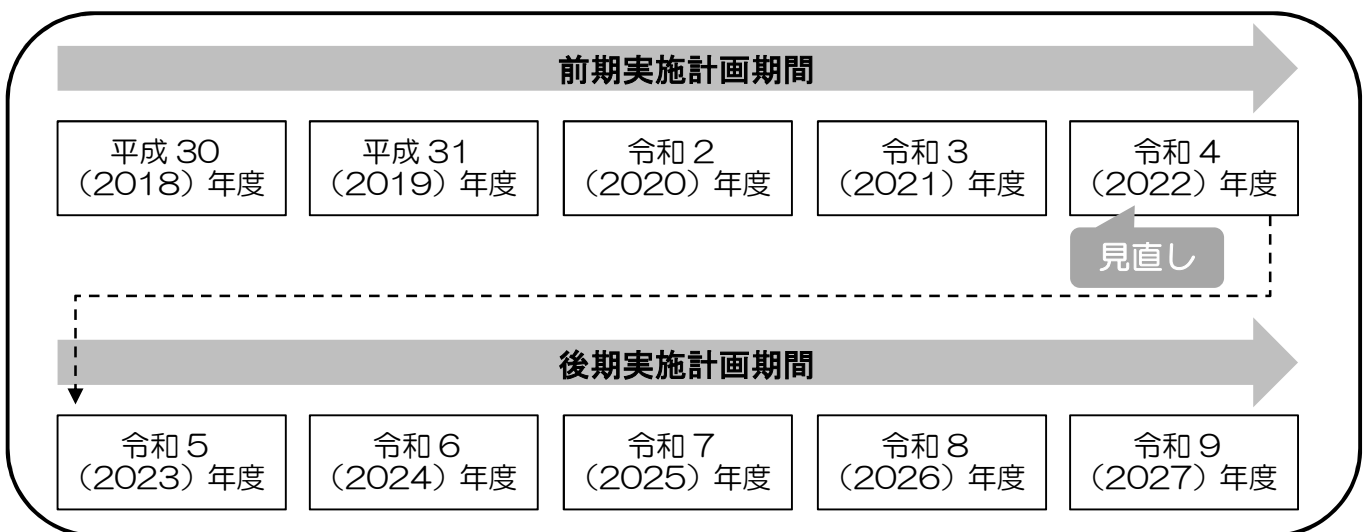 前期実施計画期間
平成30
(2018)年度
平成31
(2019)年度
令和2
(2020)年度
令和3
(2021)年度
令和4
(2022)年度
見直し
後期実施計画期間
令和5
(2023)年度
令和6
(2024)年度
令和7
(2025)年度
令和8
(2026)年度
令和9
(2027)年度